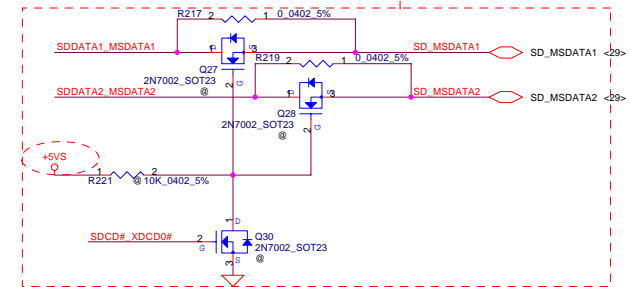 R217 2 1 0_0402_5%
SDDATA1_MSDATA1 1 D S 3 SD_MSDATA1 SD_MSDATA1 <29>
Q27 2 G R219 2 1 0_0402_5%
2N7002_SOT23
@
SDDATA2_MSDATA2 1 D S 3 SD_MSDATA2 SD_MSDATA2 <29>
Q28 2 G
2N7002_SOT23
@
+5VS
1 2
R221 @ 10K_0402_5%
1 D
SDCD#_XDCD0# 2 G Q30
2N7002_SOT23
3 S @